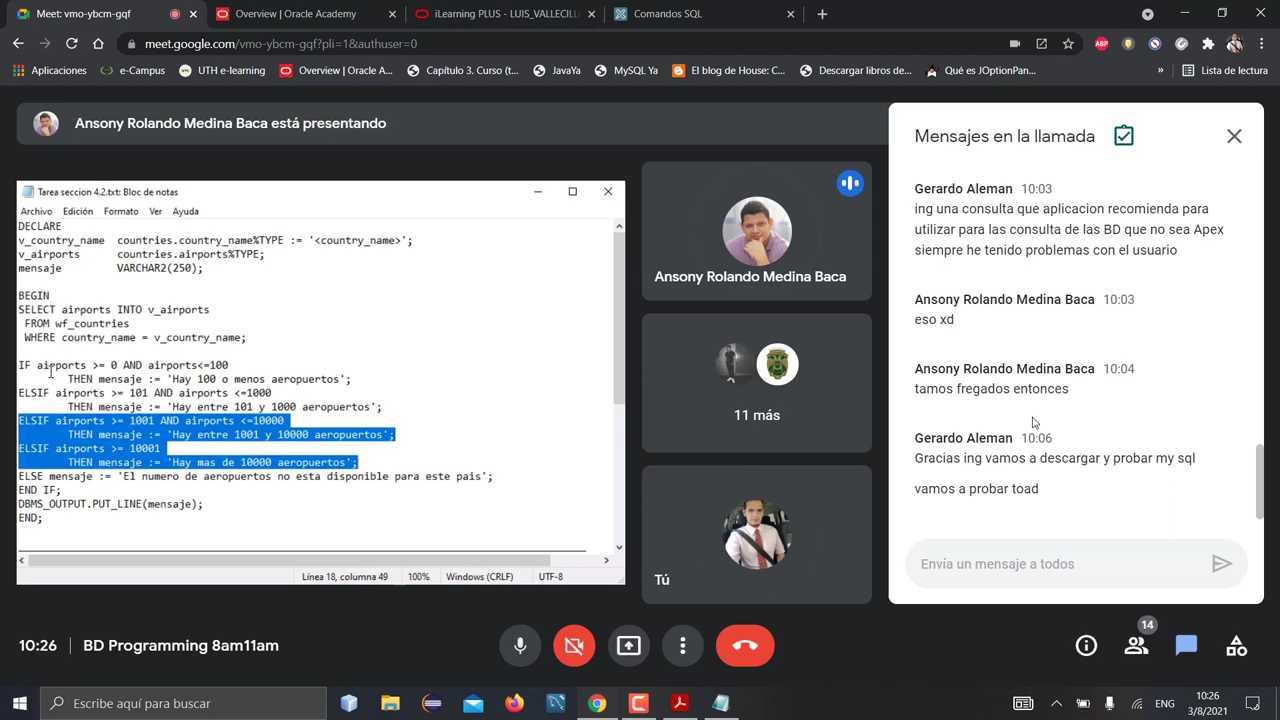 Meet: vmo-ybcm-gqf
Overview | Oracle Academy
iLearning PLUS - LUIS_VALLECILL
Comandos SQL
meet.google.com/vmo-ybcm-gqf?pli=1&authuser=0
ABP
Aplicaciones
e-Campus
UTH e-learning
Overview | Oracle A...
Capítulo 3. Curso (t...
JavaYa
MySQL Ya
El blog de House: C...
Descargar libros de...
Qué es JOptionPan...
»
Lista de lectura
Ansony Rolando Medina Baca está presentando
Tarea seccion 4.2.txt: Bloc de notas
Archivo Edición Formato Ver Ayuda
DECLARE
v_country_name countries.country_name%TYPE := '<country_name>';
v_airports countries.airports%TYPE;
mensaje VARCHAR2(250);
BEGIN
SELECT airports INTO v_airports
FROM wf_countries
WHERE country_name = v_country_name;
IF airports >= 0 AND airports<=100
THEN mensaje := 'Hay 100 o menos aeropuertos';
ELSIF airports >= 101 AND airports <=1000
THEN mensaje := 'Hay entre 101 y 1000 aeropuertos';
ELSIF airports >= 1001 AND airports <=10000
THEN mensaje := 'Hay entre 1001 y 10000 aeropuertos';
ELSIF airports >= 10001
THEN mensaje := 'Hay mas de 10000 aeropuertos';
ELSE mensaje := 'El numero de aeropuertos no esta disponible para este pais';
END IF;
DBMS_OUTPUT.PUT_LINE(mensaje);
END;
Línea 18, columna 49 100% Windows (CRLF) UTF-8
Ansony Rolando Medina Baca
11 más
Tú
Mensajes en la llamada
Gerardo Aleman 10:03
ing una consulta que aplicacion recomienda para
utilizar para las consulta de las BD que no sea Apex
siempre he tenido problemas con el usuario
Ansony Rolando Medina Baca 10:03
eso xd
Ansony Rolando Medina Baca 10:04
tamos fregados entonces
Gerardo Aleman 10:06
Gracias ing vamos a descargar y probar my sql
vamos a probar toad
Envía un mensaje a todos
10:26 | BD Programming 8am11am
14
Escribe aquí para buscar
ENG
10:26
3/8/2021